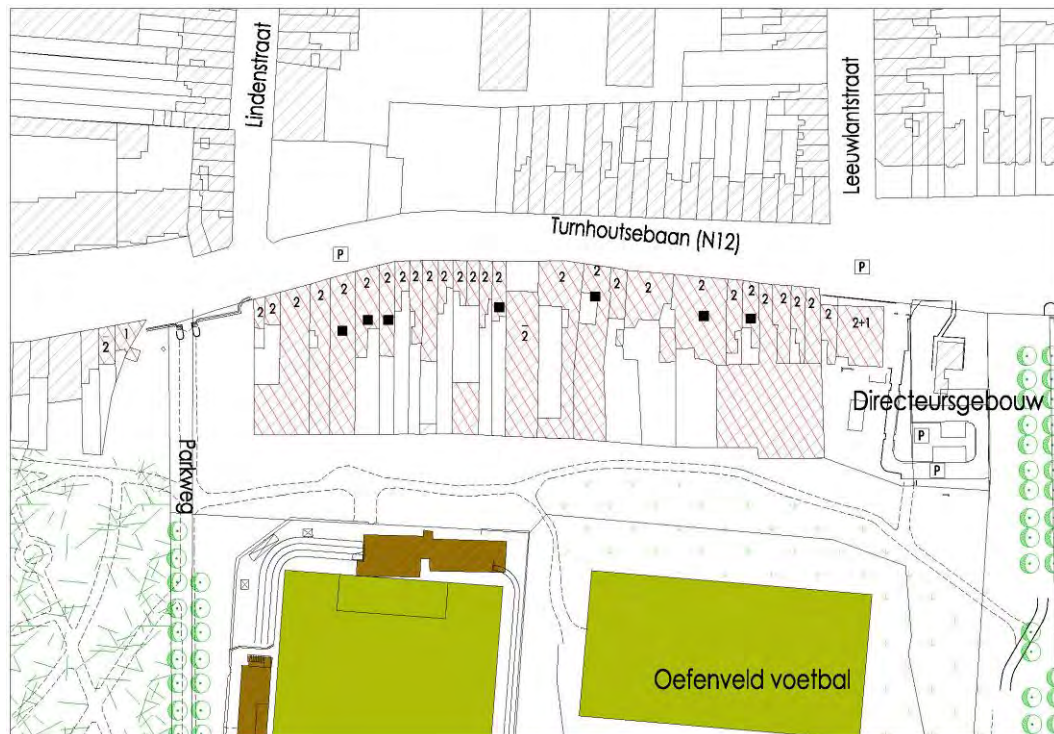 Lindenstraat
Leeuwlantstraat
Turnhoutsebaan (N12)
P
P
2 2 2 2 2 2 2 2 2 2 2 2 2 2 2 2 2 2 2 2 2 2 2 2 2
2+1
2 1
2
Directeursgebouw
P
P
Parkweg
Oefenveld voetbal